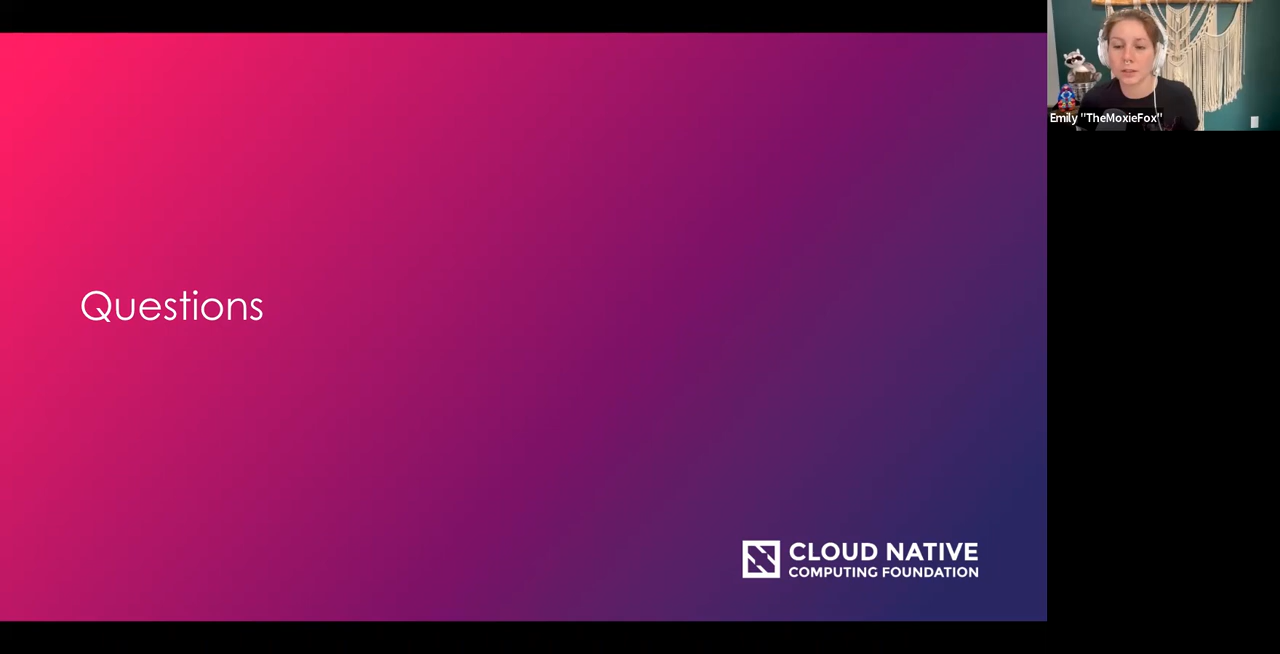 Questions
CLOUD NATIVE
COMPUTING FOUNDATION
Emily "TheMoxieFox"